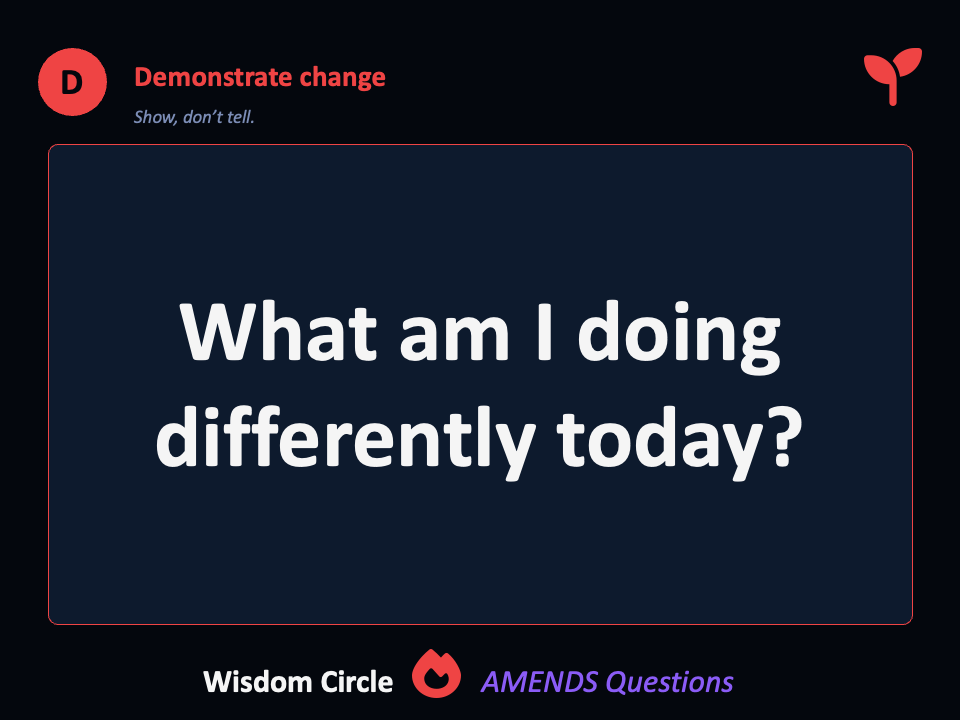 D
Demonstrate change
Show, don’t tell.
What am I doing
differently today?
Wisdom Circle
AMENDS Questions